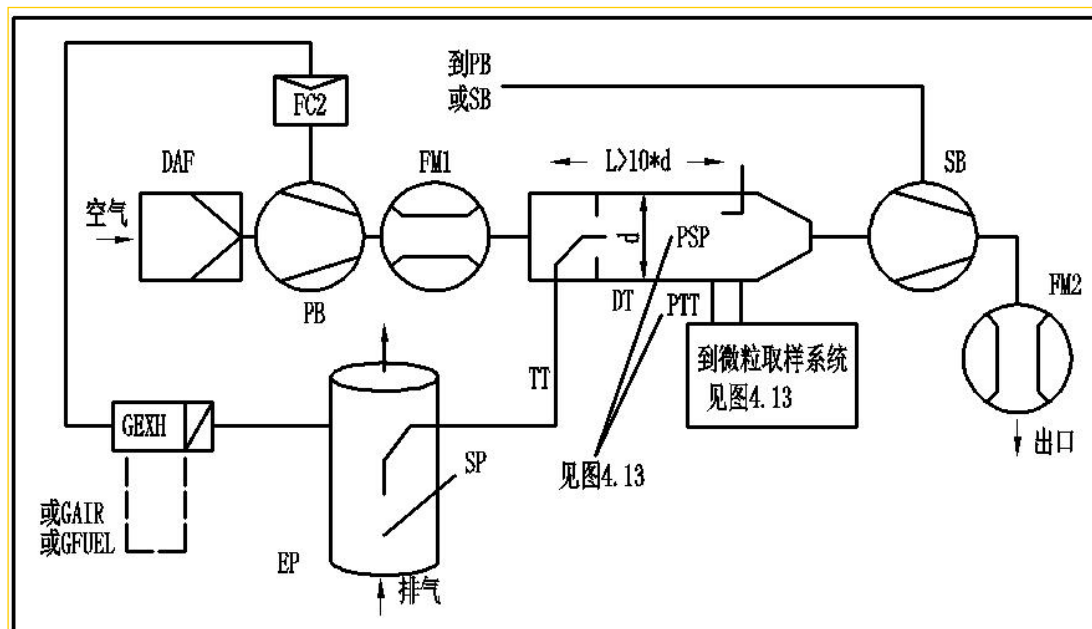 到PB
或SB
FC2
DAF
FM1
L>10*d
SB
空气
d
PSP
PB
DT
PTT
FM2
到微粒取样系统
见图4.13
TT
GEXH
SP
见图4.13
出口
或GAIR
或GFUEL
EP
排气